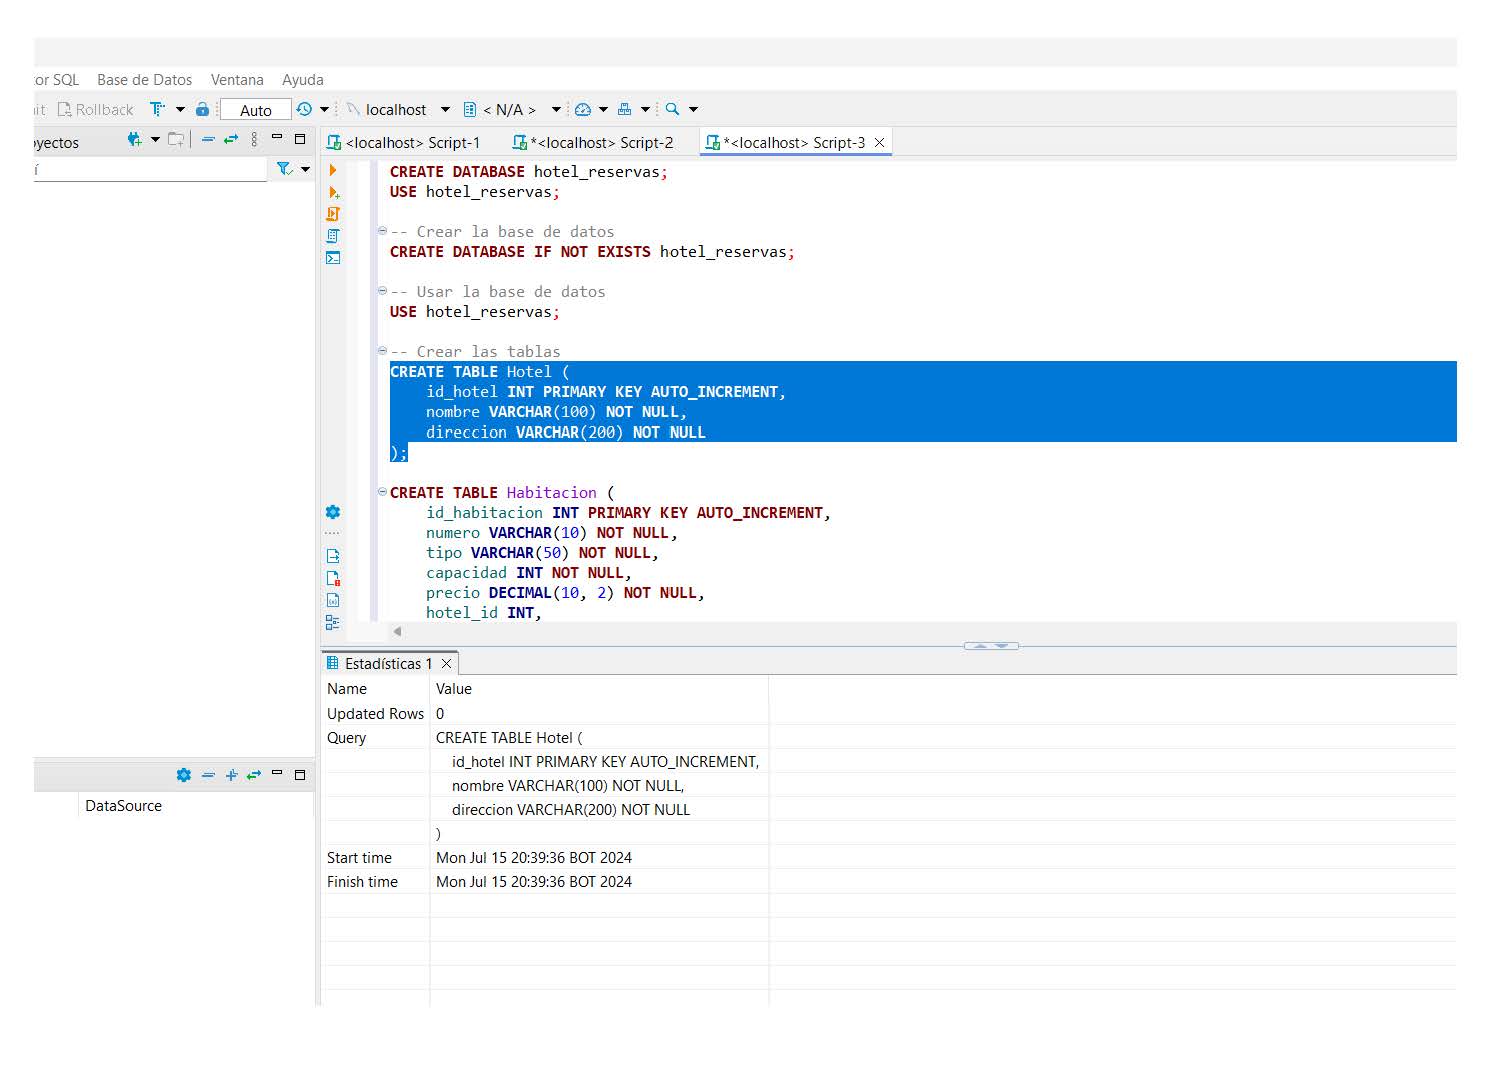 or SQL Base de Datos Ventana Ayuda
it Rollback Auto localhost < N/A >
yectos
<localhost> Script-1 *<localhost> Script-2 *<localhost> Script-3
í
CREATE DATABASE hotel_reservas;
USE hotel_reservas;
-- Crear la base de datos
CREATE DATABASE IF NOT EXISTS hotel_reservas;
-- Usar la base de datos
USE hotel_reservas;
-- Crear las tablas
CREATE TABLE Hotel (
id_hotel INT PRIMARY KEY AUTO_INCREMENT,
nombre VARCHAR(100) NOT NULL,
direccion VARCHAR(200) NOT NULL
);
CREATE TABLE Habitacion (
id_habitacion INT PRIMARY KEY AUTO_INCREMENT,
numero VARCHAR(10) NOT NULL,
tipo VARCHAR(50) NOT NULL,
capacidad INT NOT NULL,
precio DECIMAL(10, 2) NOT NULL,
hotel_id INT,
Estadísticas 1
Name Value
Updated Rows 0
Query CREATE TABLE Hotel (
id_hotel INT PRIMARY KEY AUTO_INCREMENT,
nombre VARCHAR(100) NOT NULL,
direccion VARCHAR(200) NOT NULL
)
Start time Mon Jul 15 20:39:36 BOT 2024
Finish time Mon Jul 15 20:39:36 BOT 2024
DataSource